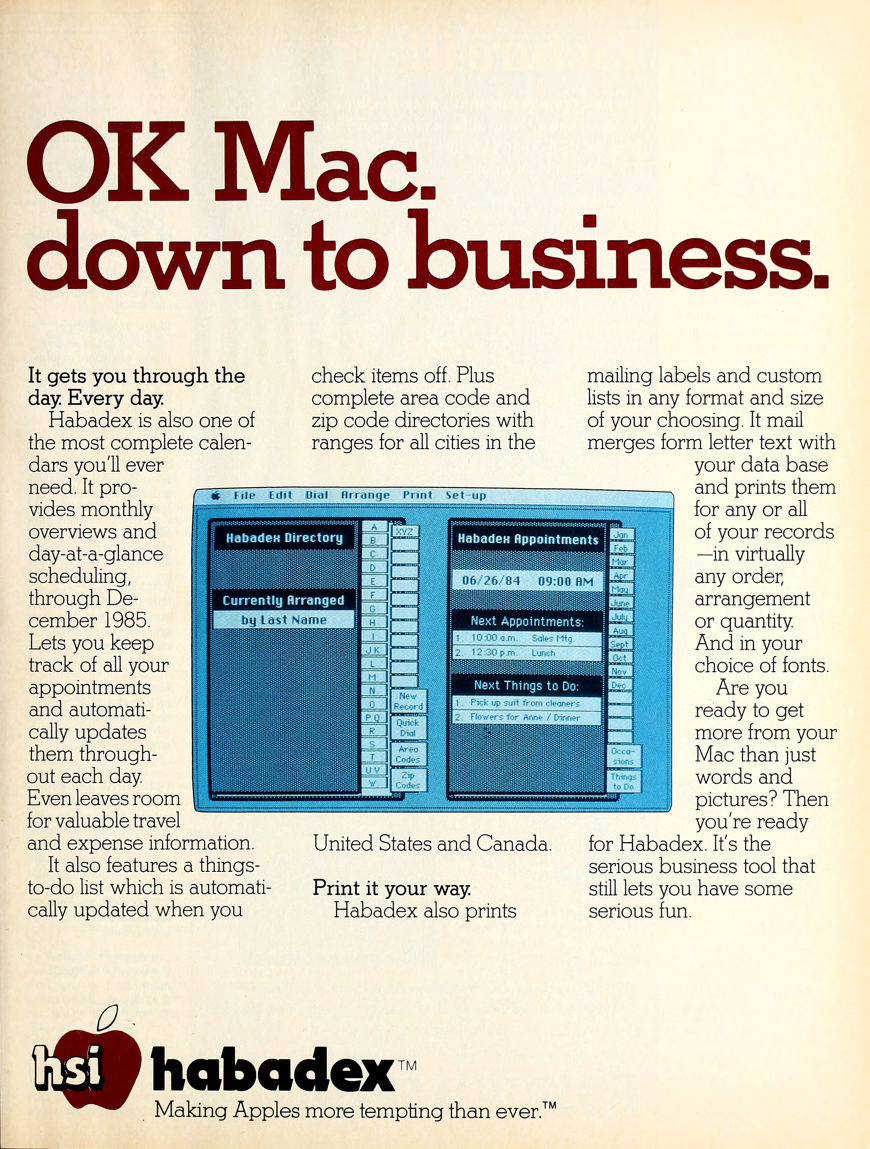 OK Mac.
down to business.
It gets you through the
day. Every day.
Habadex is also one of
the most complete calen-
dars you'll ever
need. It pro-
vides monthly
overviews and
day-at-a-glance
scheduling,
through De-
cember 1985.
Lets you keep
track of all your
appointments
and automati-
cally updates
them through-
out each day.
Even leaves room
for valuable travel
and expense information.
It also features a things-
to-do list which is automati-
cally updated when you
check items off. Plus
complete area code and
zip code directories with
ranges for all cities in the
File Edit Dial Arrange Print Set-up
Habadex Directory
Currently Arranged
by Last Name
A
B
C
D
E
F
G
H
I
JK
L
M
N
O
PQ
R
S
T
UV
W
XYZ
New
Record
Quick
Dial
Area
Codes
Zip
Codes
Habadex Appointments
06/26/84 09:00 AM
Next Appointments:
1. 10:00 a.m. Sales Mtg.
2. 12:30 p.m. Lunch
Next Things to Do:
1. Pick up suit from cleaners
2. Flowers for Anne / Dinner
Jan
Feb
Mar
Apr
May
June
July
Aug
Sept
Oct
Nov
Dec
Occa-
sions
Things
to Do
United States and Canada.
Print it your way.
Habadex also prints
mailing labels and custom
lists in any format and size
of your choosing. It mail
merges form letter text with
your data base
and prints them
for any or all
of your records
—in virtually
any order,
arrangement
or quantity.
And in your
choice of fonts.
Are you
ready to get
more from your
Mac than just
words and
pictures? Then
you're ready
for Habadex. It's the
serious business tool that
still lets you have some
serious fun.
hsi habadex™
Making Apples more tempting than ever.™